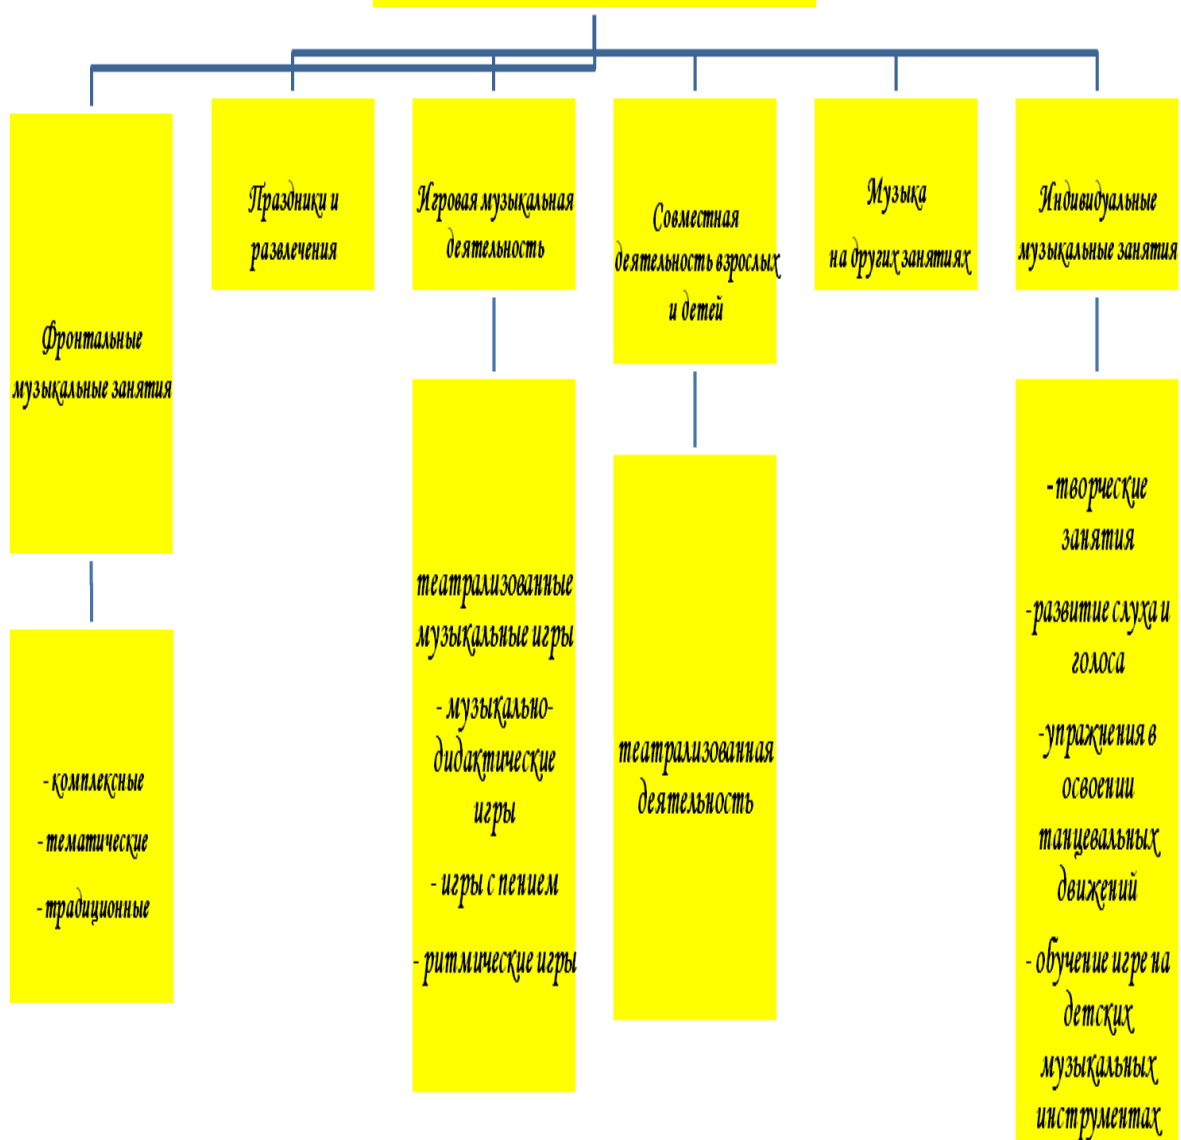 Фронтальные
музыкальные занятия
- комплексные
- тематические
- традиционные
Праздники и
развлечения
Игровая музыкальная
деятельность
театрализованные
музыкальные игры
- музыкально-
дидактические
игры
- игры с пением
- ритмические игры
Совместная
деятельность взрослых
и детей
театрализованная
деятельность
Музыка
на других занятиях
Индивидуальные
музыкальные занятия
- творческие
занятия
- развитие слуха и
голоса
-упражнения в
освоении
танцевальных
движений
- обучение игре на
детских
музыкальных
инструментах